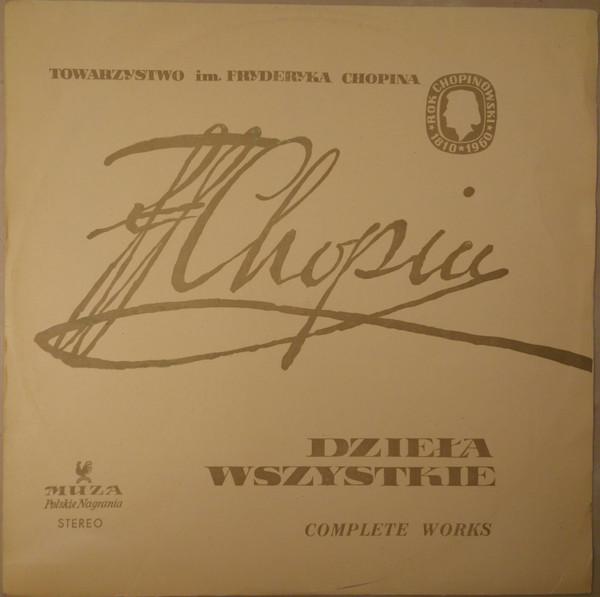 TOWARZYSTWO im. FRYDERYKA CHOPINA
ROK CHOPINOWSKI
1810 ★ 1960
FChopin
DZIEŁA
WSZYSTKIE
COMPLETE WORKS
MUZA
Polskie Nagrania
STEREO